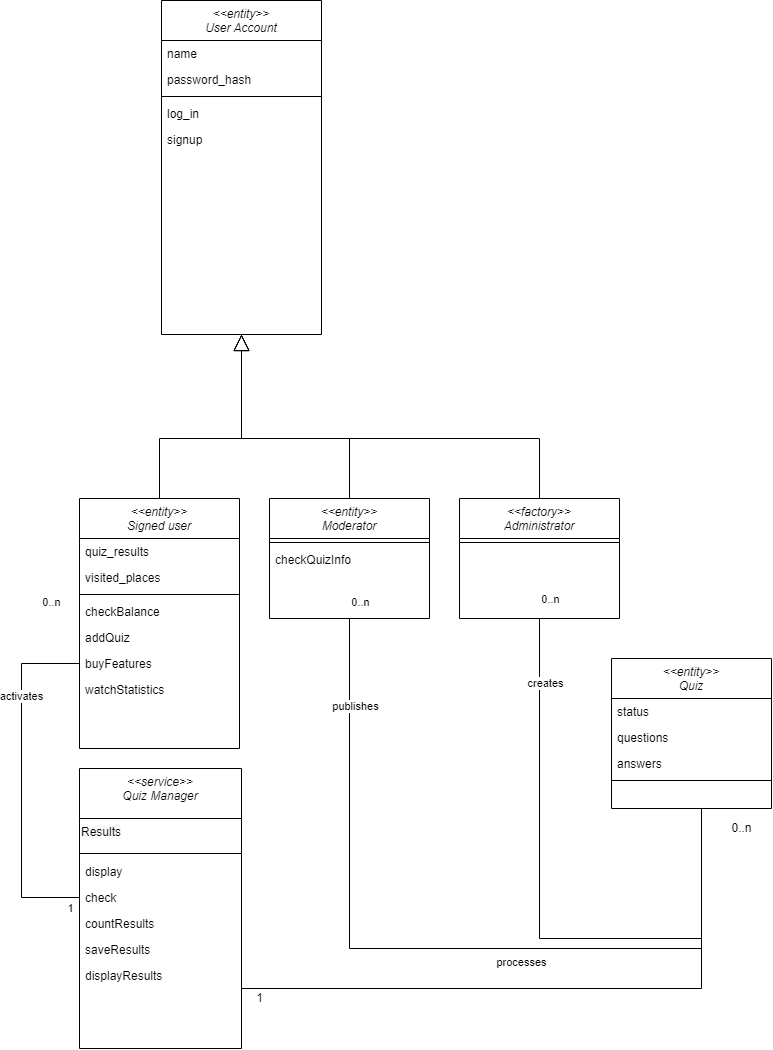 <<entity>>
User Account
name
password_hash
log_in
signup
<<entity>>
Signed user
quiz_results
visited_places
0..n
checkBalance
addQuiz
buyFeatures
watchStatistics
activates
<<entity>>
Moderator
checkQuizInfo
0..n
publishes
<<factory>>
Administrator
0..n
creates
<<entity>>
Quiz
status
questions
answers
0..n
<<service>>
Quiz Manager
Results
display
check
1
countResults
saveResults
displayResults
processes
1